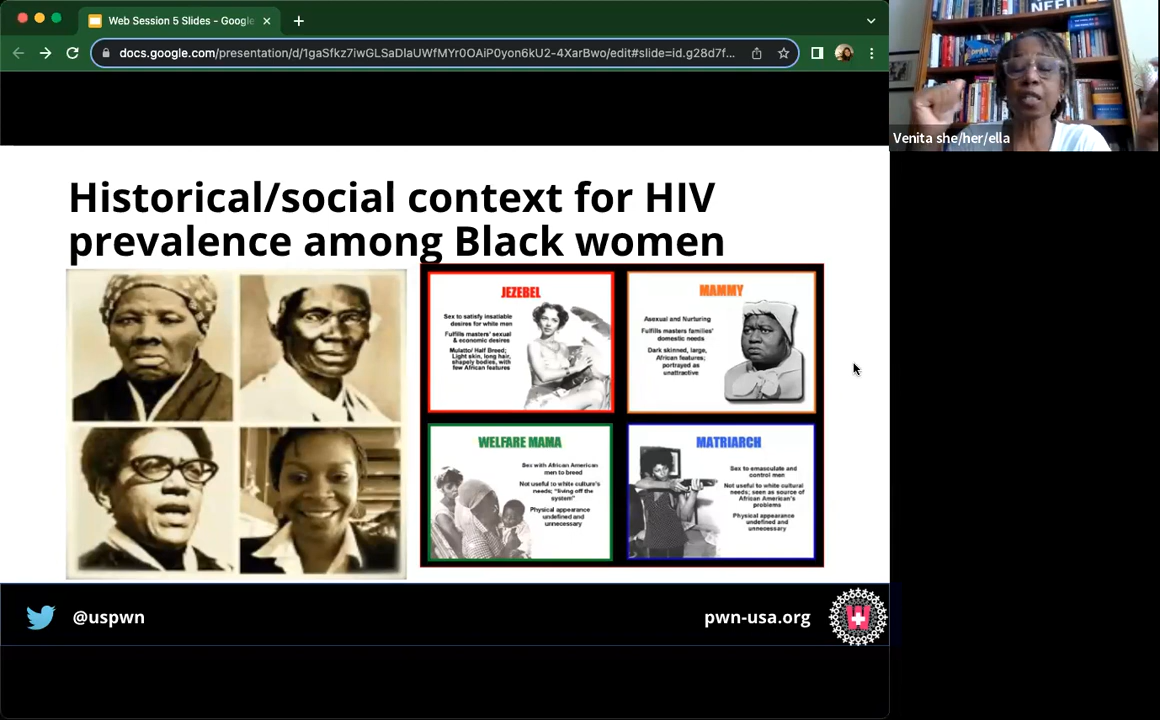 Web Session 5 Slides - Google
docs.google.com/presentation/d/1gaSfkz7iwGLSaDIaUWfMYr0OAiP0yon6kU2-4XarBwo/edit#slide=id.g28d7f...
NEED
Venita she/her/ella
Historical/social context for HIV
prevalence among Black women
JEZEBEL
Sex to satisfy insatiable
desires for white men
Fulfills masters' sexual
& economic desires
Mulatto/ Half Breed;
Light skin, long hair,
shapely bodies, with
few African features
MAMMY
Asexual and Nurturing
Fulfills masters families'
domestic needs
Dark skinned, large,
African features;
portrayed as
unattractive
WELFARE MAMA
Sex with African American
men to breed
Not useful to white culture's
needs; "living off the
system"
Physical appearance
undefined and
unnecessary
MATRIARCH
Sex to emasculate and
control men
Not useful to white cultural
needs; seen as source of
African American's
problems
Physical appearance
undefined and
unnecessary
@uspwn
pwn-usa.org